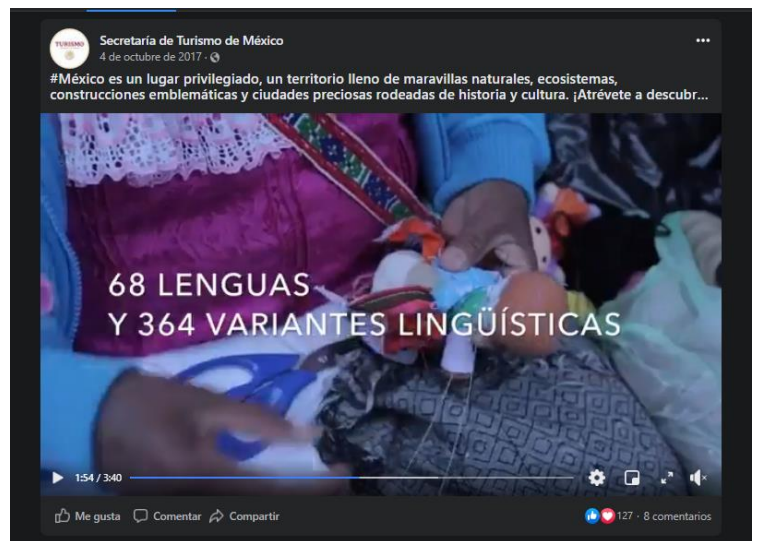 TURISMO
Secretaría de Turismo de México
4 de octubre de 2017 ·
#México es un lugar privilegiado, un territorio lleno de maravillas naturales, ecosistemas,
construcciones emblemáticas y ciudades preciosas rodeadas de historia y cultura. ¡Atrévete a descubr...
68 LENGUAS
Y 364 VARIANTES LINGÜÍSTICAS
1:54 / 3:40
Me gusta Comentar Compartir 127 · 8 comentarios